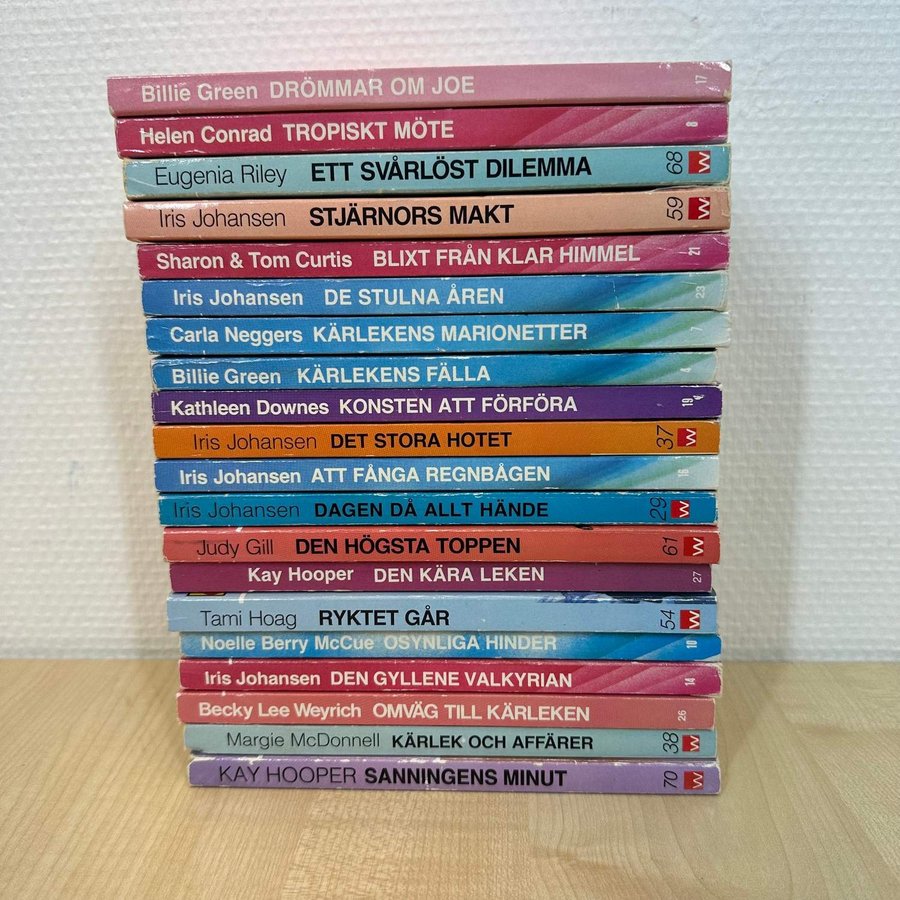 Billie Green DRÖMMAR OM JOE 17
Helen Conrad TROPISKT MÖTE 8
Eugenia Riley ETT SVÅRLÖST DILEMMA 68 W
Iris Johansen STJÄRNORS MAKT 59 W
Sharon & Tom Curtis BLIXT FRÅN KLAR HIMMEL 21
Iris Johansen DE STULNA ÅREN 23
Carla Neggers KÄRLEKENS MARIONETTER 7
Billie Green KÄRLEKENS FÄLLA 4
Kathleen Downes KONSTEN ATT FÖRFÖRA 19
Iris Johansen DET STORA HOTET 37 W
Iris Johansen ATT FÅNGA REGNBÅGEN
Iris Johansen DAGEN DÅ ALLT HÄNDE 29 W
Judy Gill DEN HÖGSTA TOPPEN 61 W
Kay Hooper DEN KÄRA LEKEN 27
Tami Hoag RYKTET GÅR 54 W
Noelle Berry McCue OSYNLIGA HINDER 10
Iris Johansen DEN GYLLENE VALKYRIAN 14
Becky Lee Weyrich OMVÄG TILL KÄRLEKEN 26
Margie McDonnell KÄRLEK OCH AFFÄRER 38 W
KAY HOOPER SANNINGENS MINUT 70 W